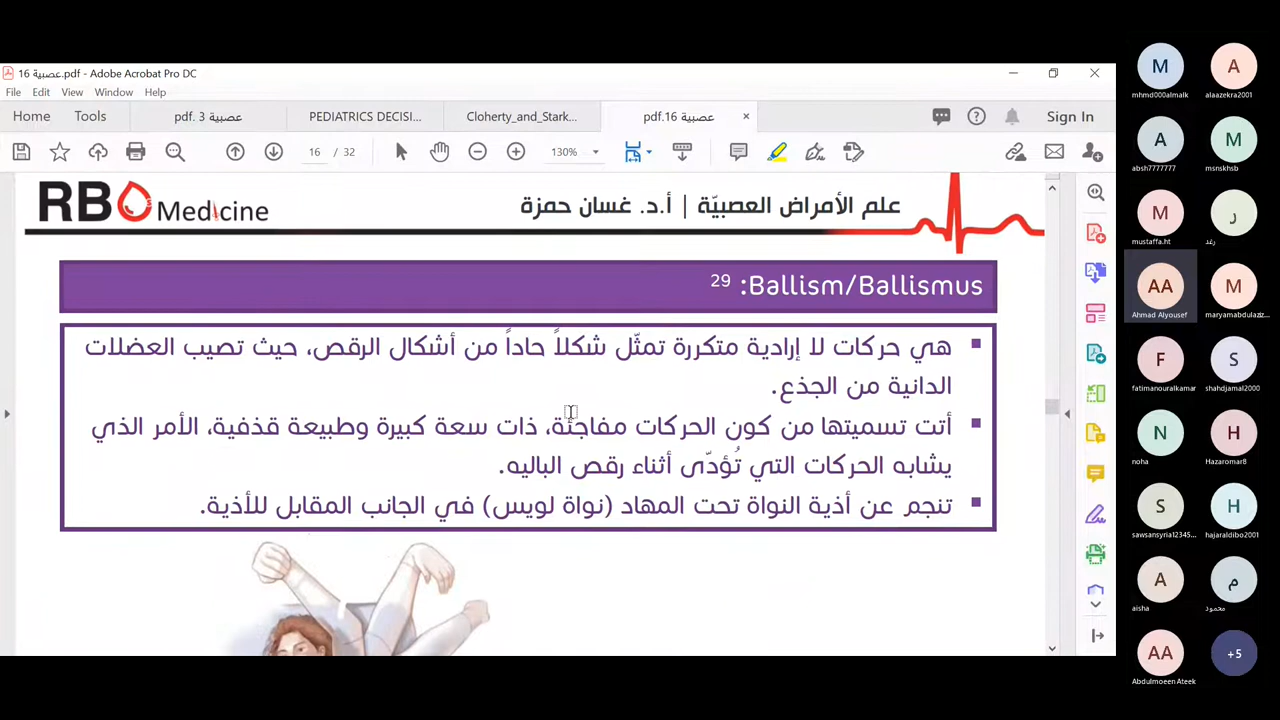 عصبية 16.pdf - Adobe Acrobat Pro DC
File Edit View Window Help
Home Tools عصبية 3 .pdf PEDIATRICS DECISI... Cloherty_and_Stark... عصبية 16.pdf Sign In
16 / 32 130%
RBO Medicine
علم الأمراض العصبيّة | أ.د. غسان حمزة
Ballism/Ballismus: 29
هي حركات لا إرادية متكررة تمثّل شكلاً حاداً من أشكال الرقص، حيث تصيب العضلات
الدانية من الجذع.
أتت تسميتها من كون الحركات مفاجئة، ذات سعة كبيرة وطبيعة قذفية، الأمر الذي
يشابه الحركات التي تُؤدّى أثناء رقص الباليه.
تنجم عن أذية النواة تحت المهاد (نواة لويس) في الجانب المقابل للأذية.
M A
mhmd000almalk alaazekra2001
A M
absh7777777 msnskhsb
M ر
mustaffa.ht رغد
AA M
Ahmad Alyousef maryamabdulaziz...
F S
fatimanouralkamar shahdjamal2000
N H
noha Hazaromar8
S H
sawsansyria12345... hajaraldibo2001
A م
aisha محمود
AA +5
Abdulmoeen Ateek